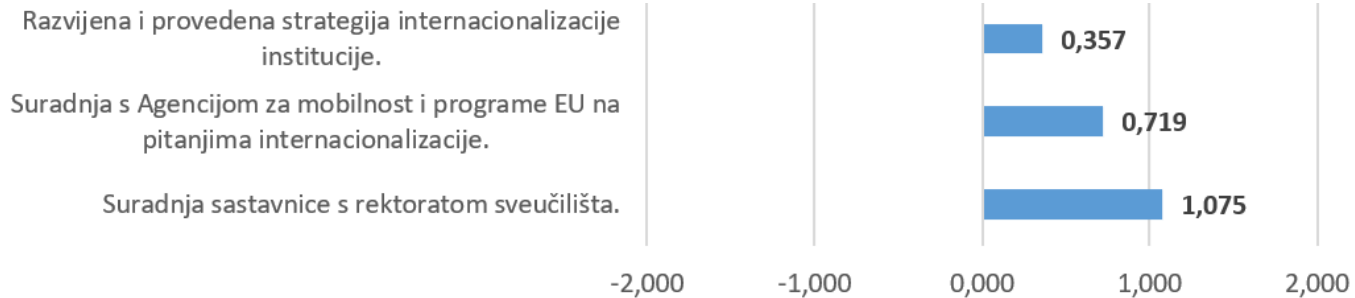 Razvijena i provedena strategija internacionalizacije
institucije.
0,357
Suradnja s Agencijom za mobilnost i programe EU na
pitanjima internacionalizacije.
0,719
Suradnja sastavnice s rektoratom sveučilišta.
1,075
-2,000
-1,000
0,000
1,000
2,000